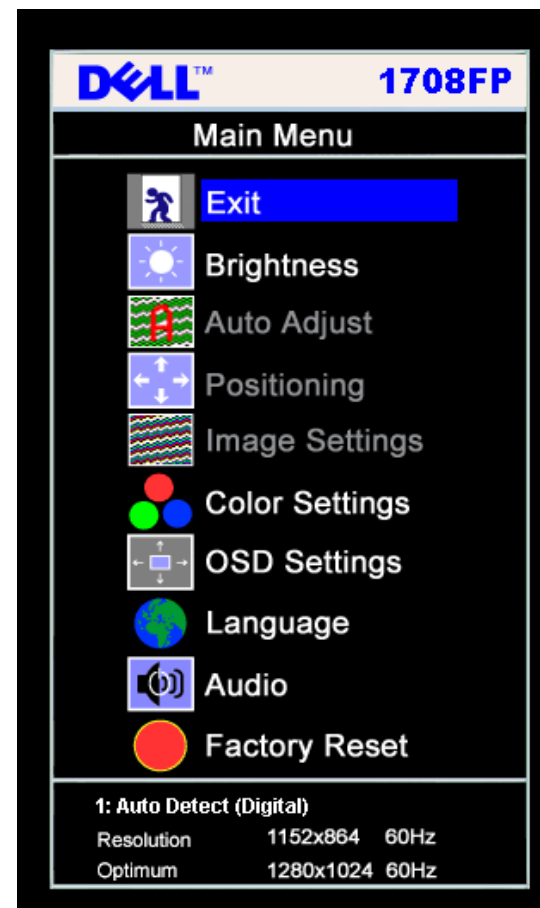 DELL™ 1708FP
Main Menu
Exit
Brightness
Auto Adjust
Positioning
Image Settings
Color Settings
OSD Settings
Language
Audio
Factory Reset
1: Auto Detect (Digital)
Resolution 1152x864 60Hz
Optimum 1280x1024 60Hz